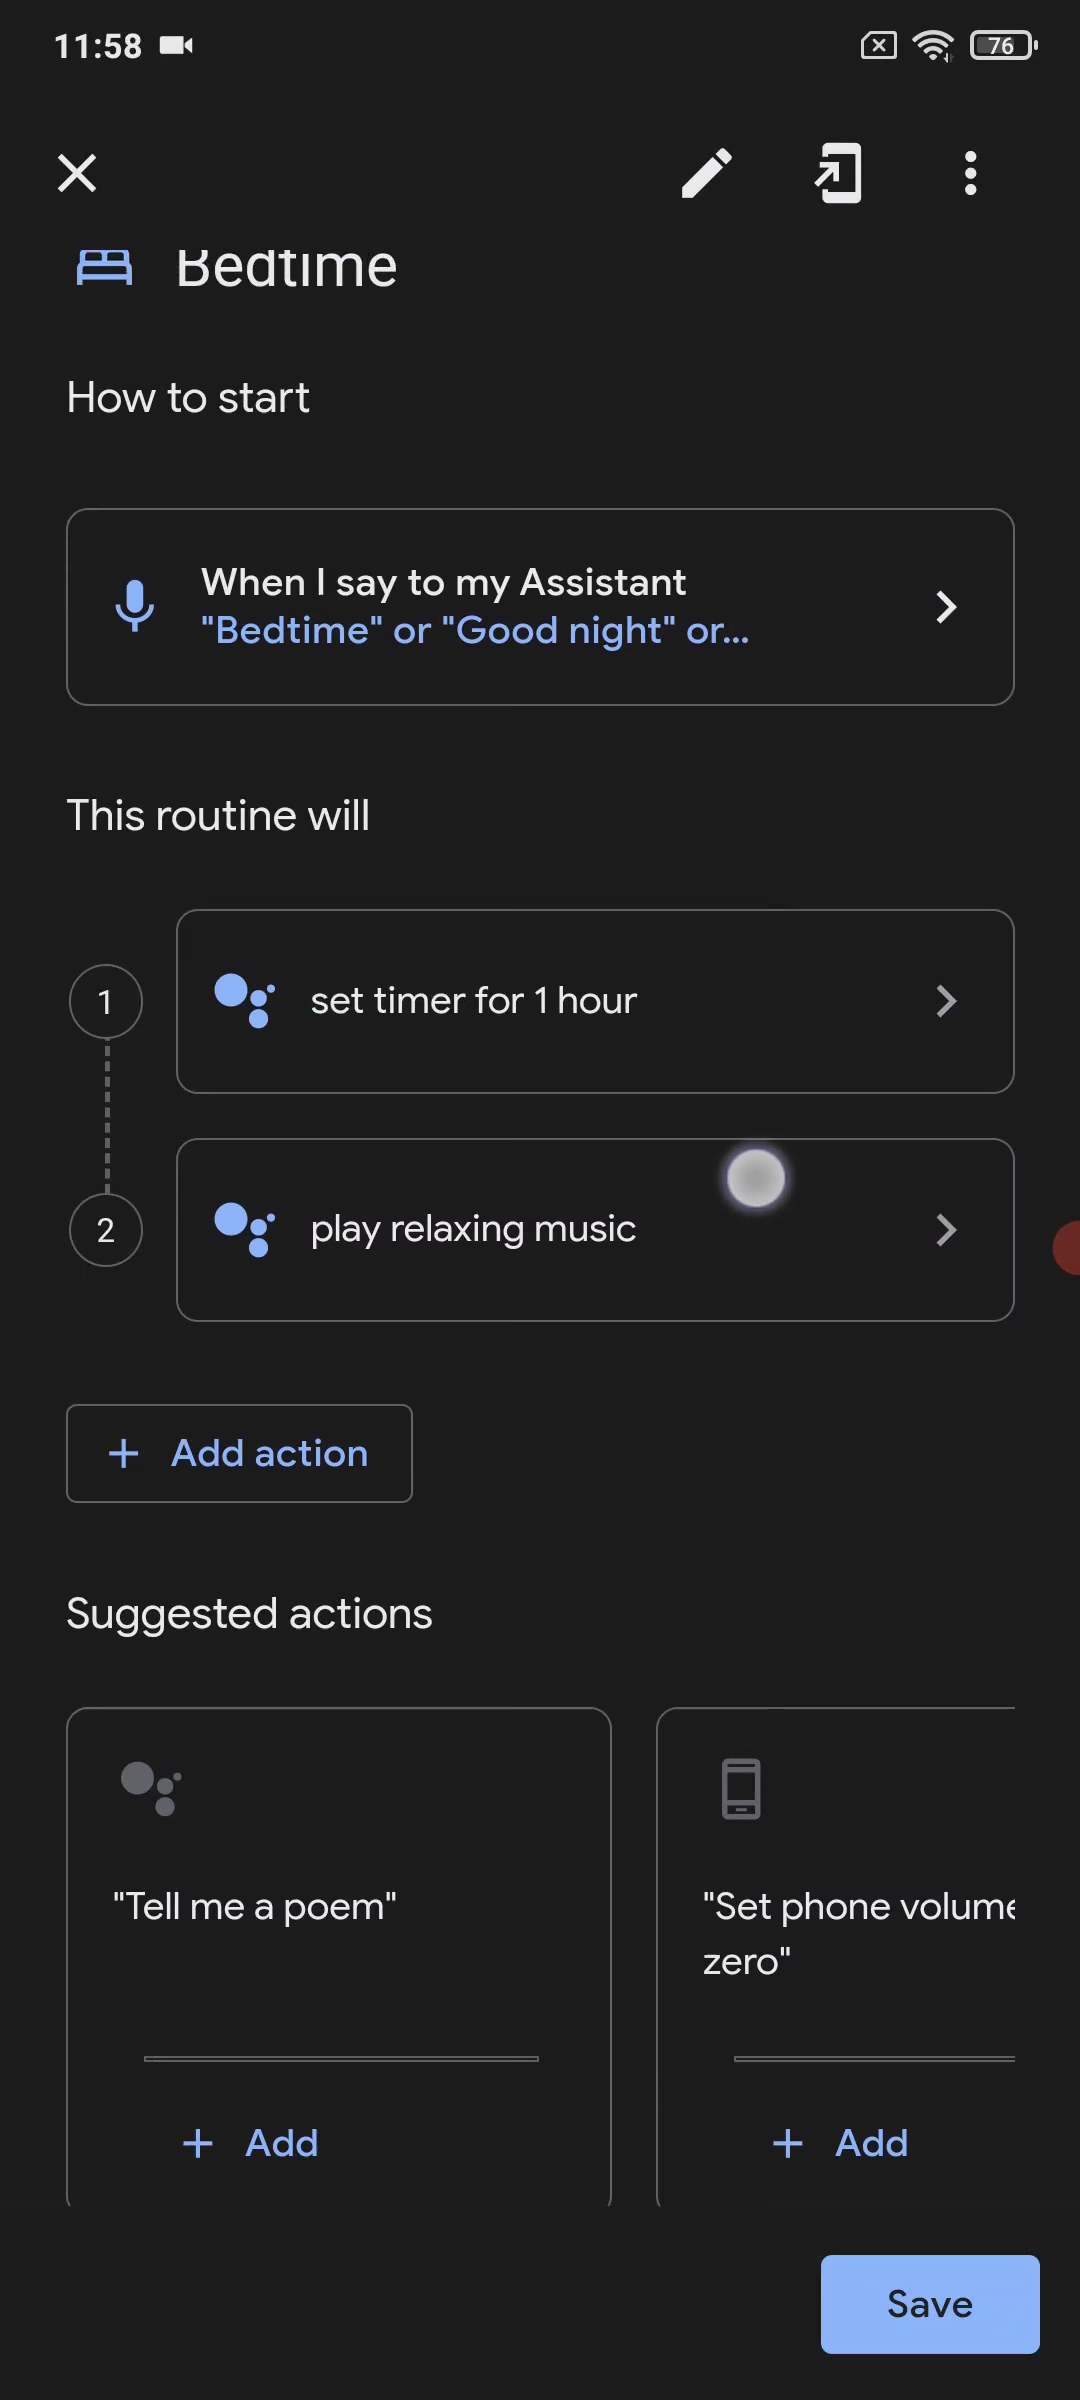 11:58
76
Bedtime
How to start
When I say to my Assistant
"Bedtime" or "Good night" or...
This routine will
1
set timer for 1 hour
2
play relaxing music
+ Add action
Suggested actions
"Tell me a poem"
"Set phone volume
zero"
+ Add
+ Add
Save